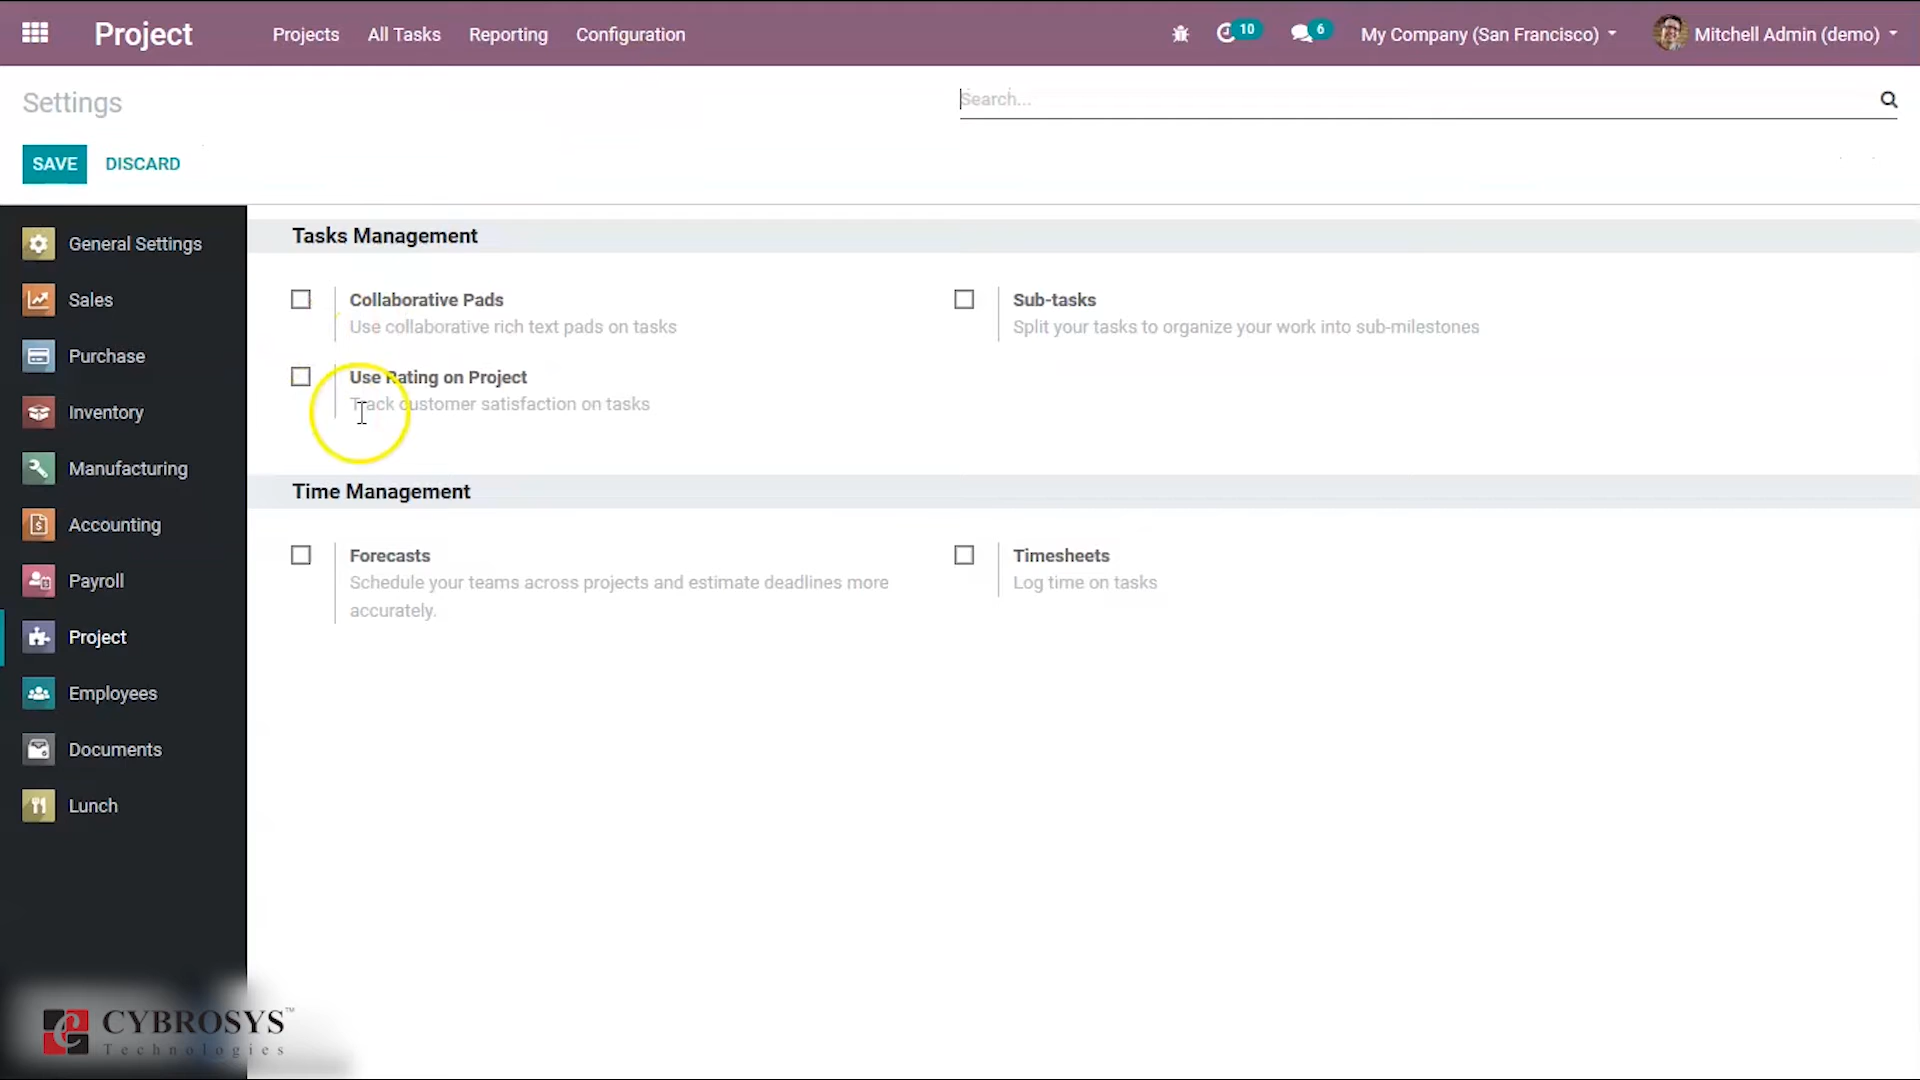 Project
Projects
All Tasks
Reporting
Configuration
10
6
My Company (San Francisco)
Mitchell Admin (demo)
Settings
Search...
SAVE
DISCARD
General Settings
Sales
Purchase
Inventory
Manufacturing
Accounting
Payroll
Project
Employees
Documents
Lunch
Tasks Management
Collaborative Pads
Use collaborative rich text pads on tasks
Sub-tasks
Split your tasks to organize your work into sub-milestones
Use Rating on Project
Track customer satisfaction on tasks
Time Management
Forecasts
Schedule your teams across projects and estimate deadlines more
accurately.
Timesheets
Log time on tasks
CYBROSYS™
Technologies